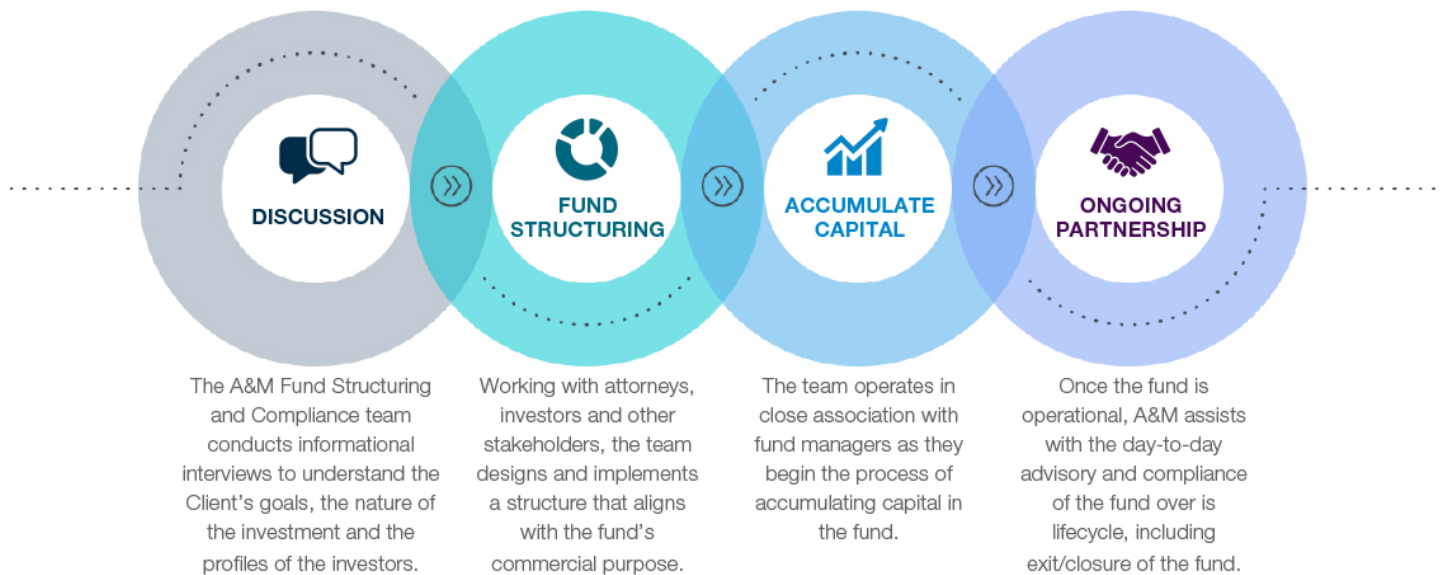 DISCUSSION
The A&M Fund Structuring
and Compliance team
conducts informational
interviews to understand the
Client's goals, the nature of
the investment and the
profiles of the investors.
FUND
STRUCTURING
Working with attorneys,
investors and other
stakeholders, the team
designs and implements
a structure that aligns
with the fund's
commercial purpose.
ACCUMULATE
CAPITAL
The team operates in
close association with
fund managers as they
begin the process of
accumulating capital in
the fund.
ONGOING
PARTNERSHIP
Once the fund is
operational, A&M assists
with the day-to-day
advisory and compliance
of the fund over is
lifecycle, including
exit/closure of the fund.